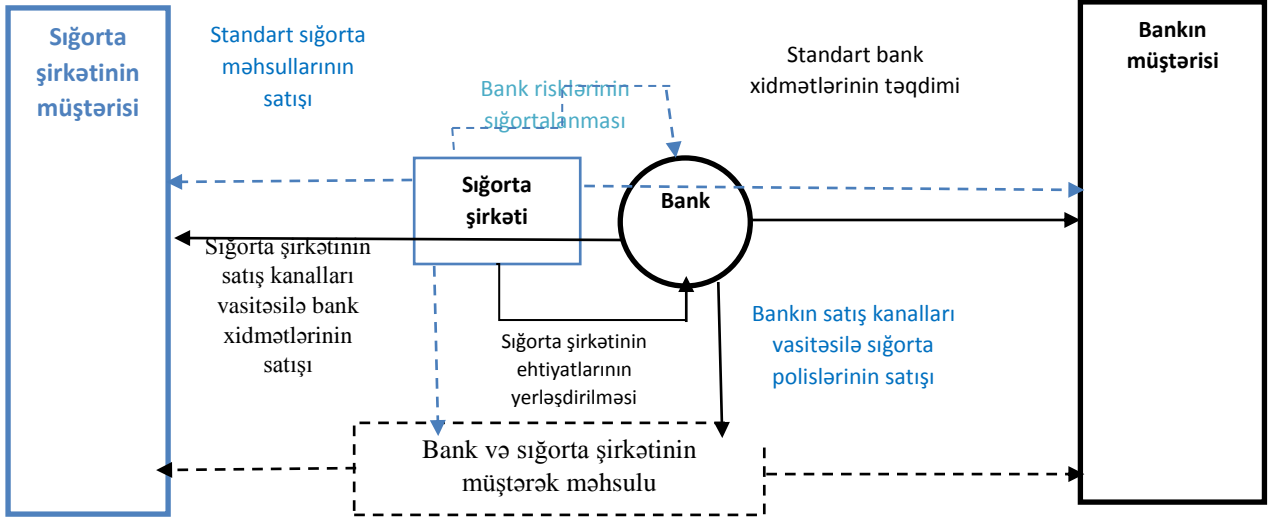 Sığorta
şirkətinin
müştərisi
Standart sığorta
məhsullarının
satışı
Bank risklərinin
sığortalanması
Standart bank
xidmətlərinin təqdimi
Bankın
müştərisi
Sığorta
şirkəti
Bank
Sığorta şirkətinin
satış kanalları
vasitəsilə bank
xidmətlərinin
satışı
Sığorta şirkətinin
ehtiyatlarının
yerləşdirilməsi
Bankın satış kanalları
vasitəsilə sığorta
polislərinin satışı
Bank və sığorta şirkətinin
müştərək məhsulu